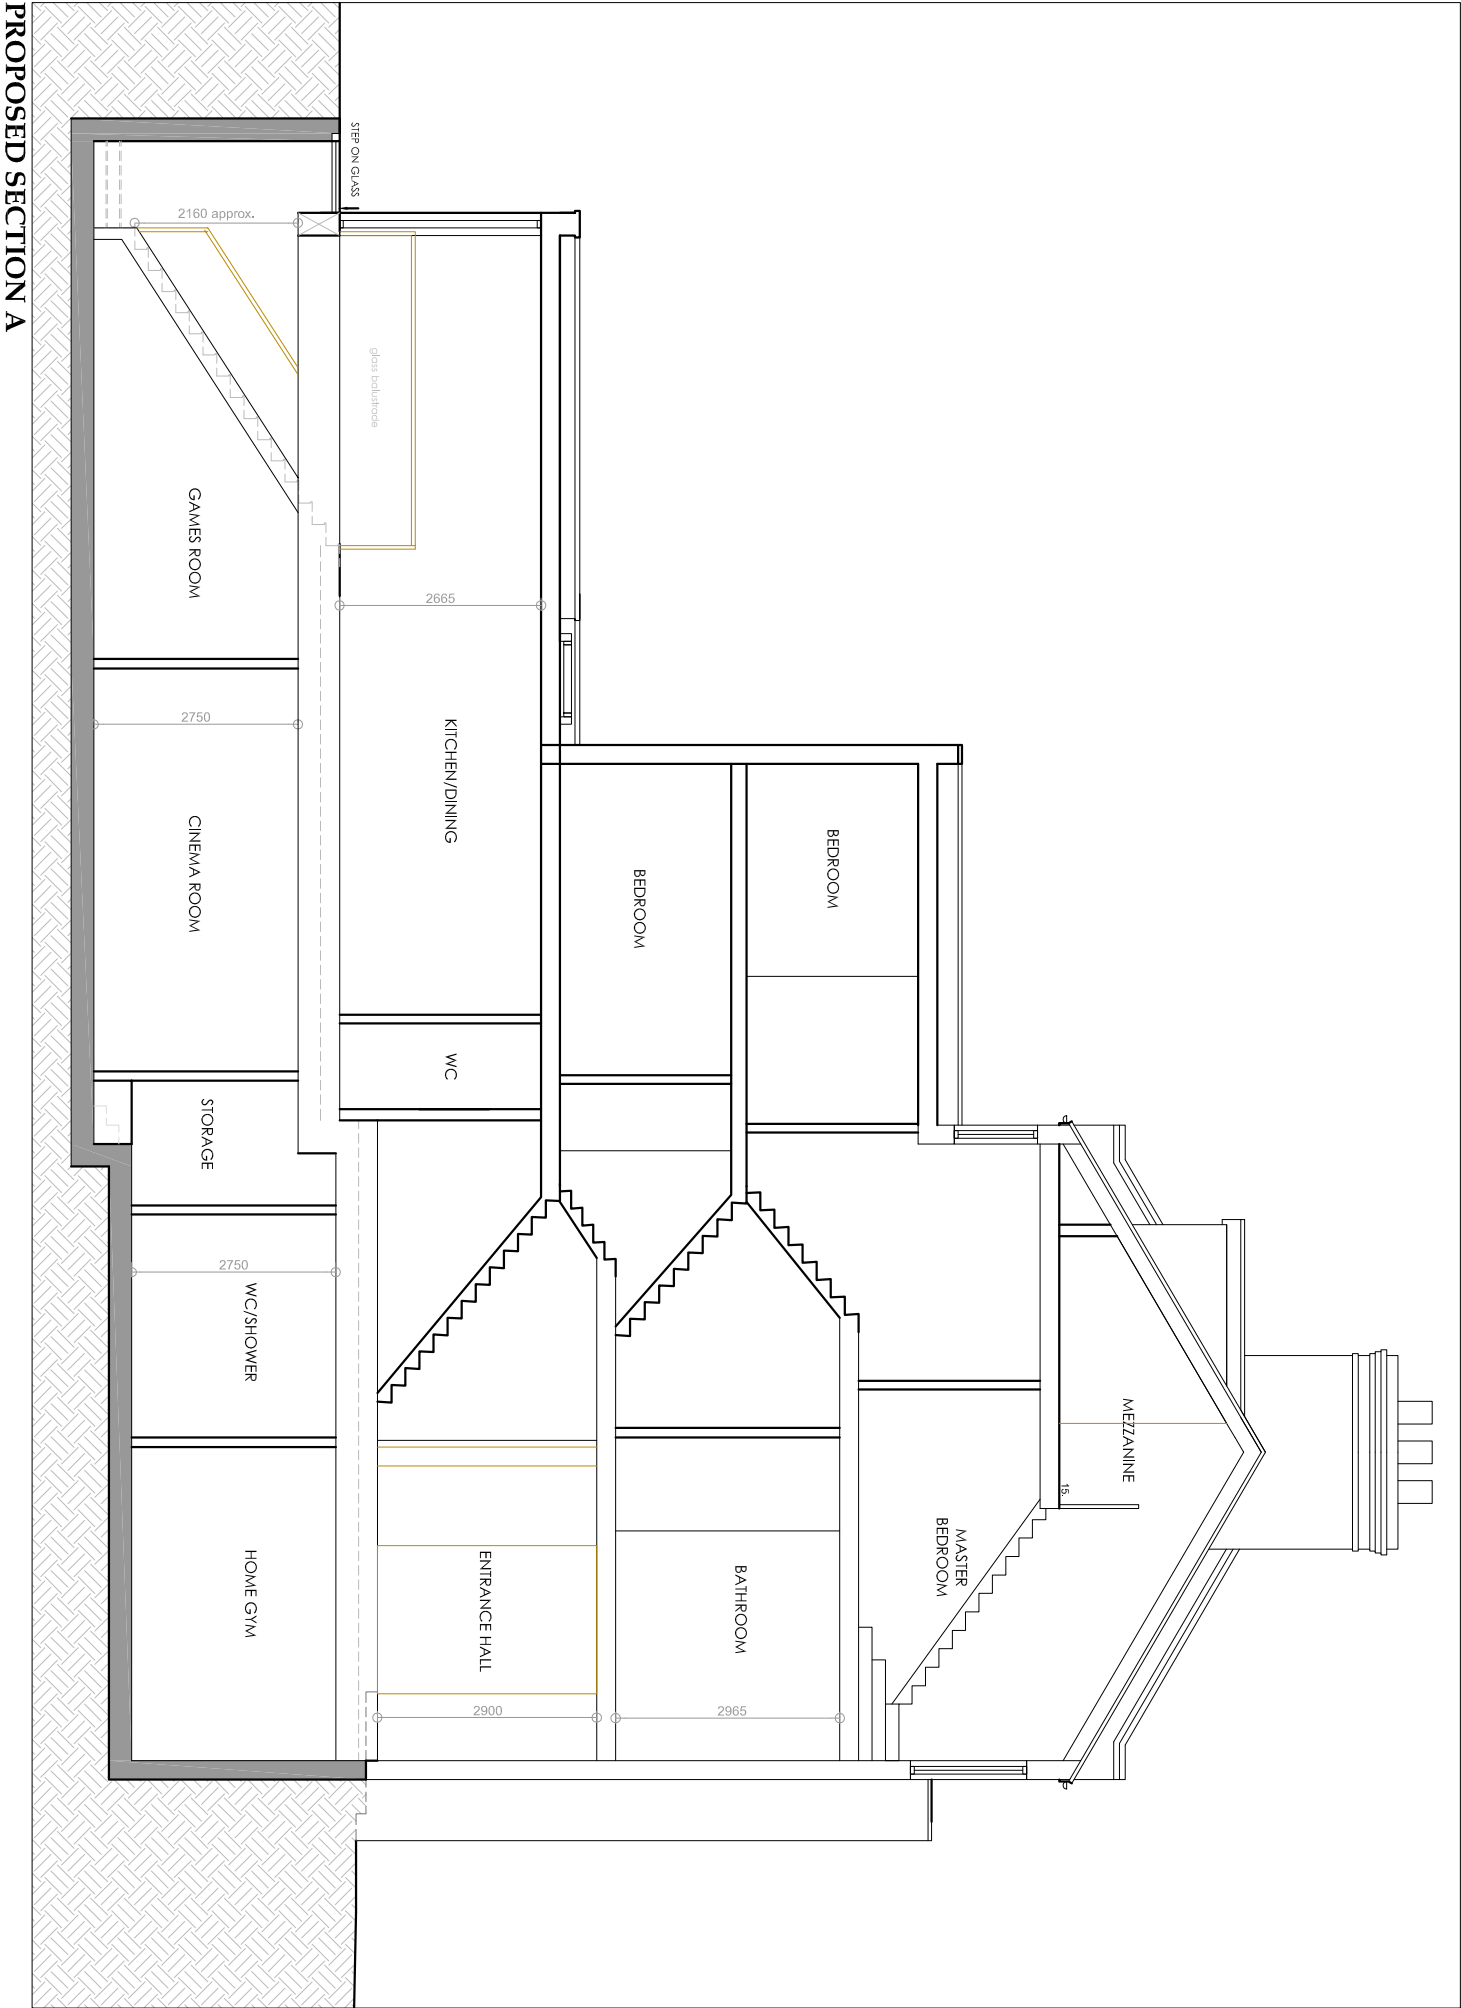 MEZZANINE
15.
MASTER
BEDROOM
BEDROOM
BEDROOM
BATHROOM
2965
STEP ON GLASS
glass balustrade
2665
KITCHEN/DINING
WC
ENTRANCE HALL
2900
2160 approx.
GAMES ROOM
2750
CINEMA ROOM
STORAGE
2750
WC/SHOWER
HOME GYM
PROPOSED SECTION A